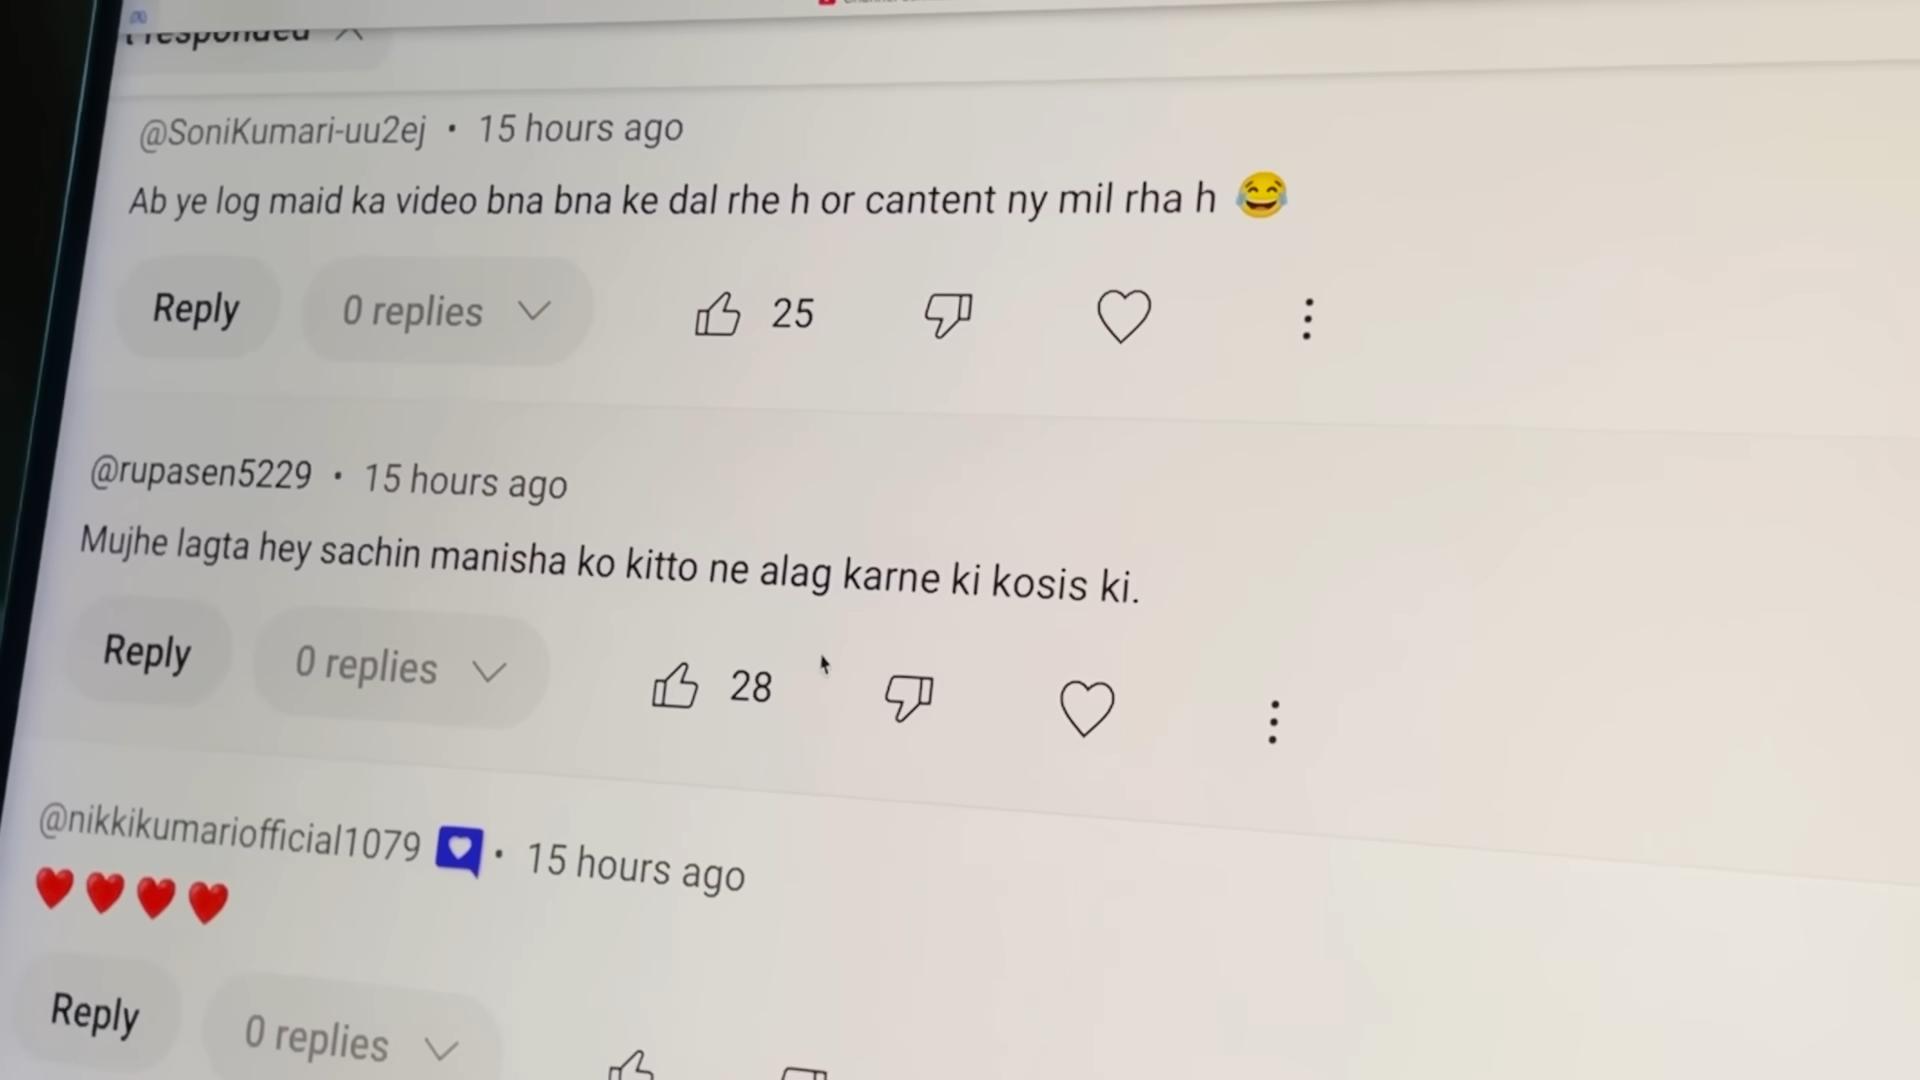 responded
@SoniKumari-uu2ej • 15 hours ago
Ab ye log maid ka video bna bna ke dal rhe h or cantent ny mil rha h 😂
Reply 0 replies 25
@rupasen5229 • 15 hours ago
Mujhe lagta hey sachin manisha ko kitto ne alag karne ki kosis ki.
Reply 0 replies 28
@nikkikumariofficial1079 • 15 hours ago
♥♥♥♥
Reply 0 replies